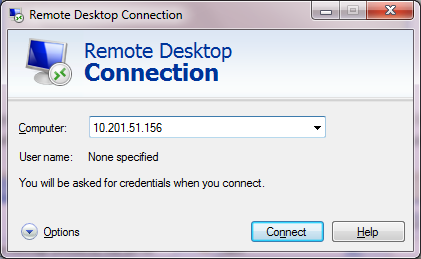 Remote Desktop Connection
Remote Desktop
Connection
Computer: 10.201.51.156
User name: None specified
You will be asked for credentials when you connect.
Options Connect Help